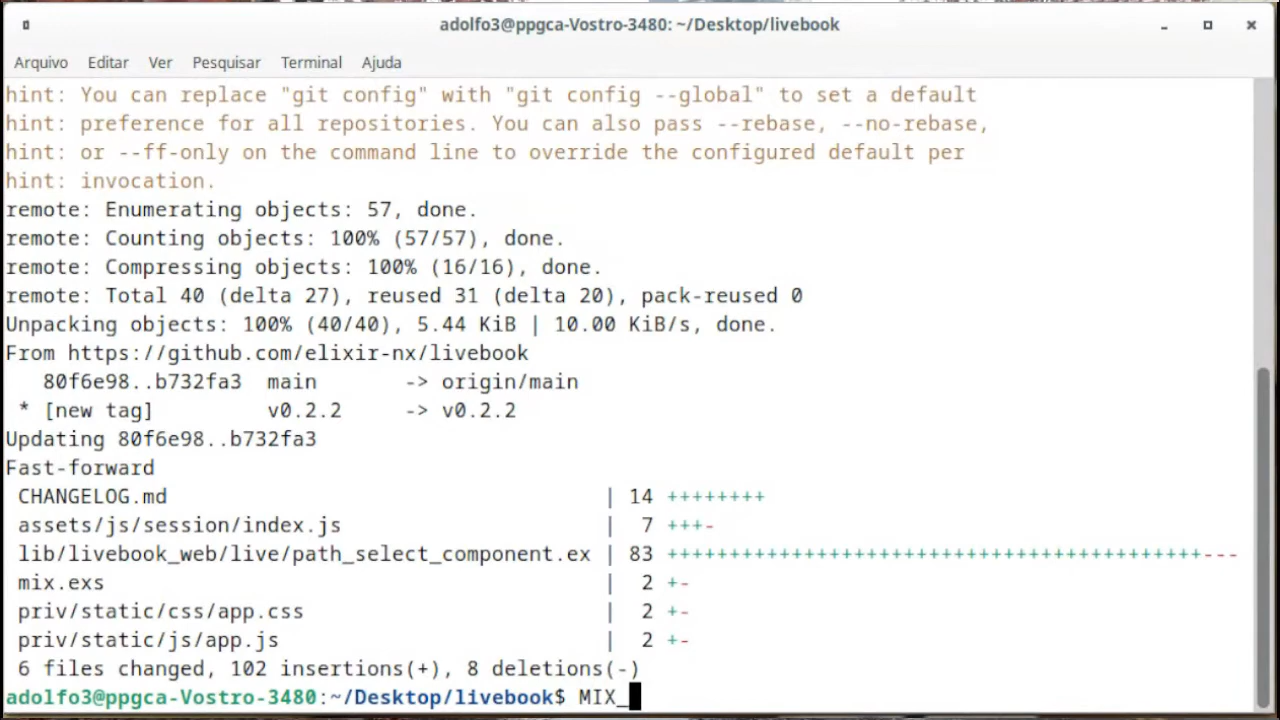 adolfo3@ppgca-Vostro-3480: ~/Desktop/livebook
Arquivo Editar Ver Pesquisar Terminal Ajuda
hint: You can replace "git config" with "git config --global" to set a default
hint: preference for all repositories. You can also pass --rebase, --no-rebase,
hint: or --ff-only on the command line to override the configured default per
hint: invocation.
remote: Enumerating objects: 57, done.
remote: Counting objects: 100% (57/57), done.
remote: Compressing objects: 100% (16/16), done.
remote: Total 40 (delta 27), reused 31 (delta 20), pack-reused 0
Unpacking objects: 100% (40/40), 5.44 KiB | 10.00 KiB/s, done.
From https://github.com/elixir-nx/livebook
   80f6e98..b732fa3  main       -> origin/main
 * [new tag]         v0.2.2     -> v0.2.2
Updating 80f6e98..b732fa3
Fast-forward
 CHANGELOG.md                                   | 14 ++++++++
 assets/js/session/index.js                     |  7 +++-
 lib/livebook_web/live/path_select_component.ex | 83 +++++++++++++++++++++++++++++++++++++++++++---
 mix.exs                                        |  2 +-
 priv/static/css/app.css                        |  2 +-
 priv/static/js/app.js                          |  2 +-
 6 files changed, 102 insertions(+), 8 deletions(-)
adolfo3@ppgca-Vostro-3480:~/Desktop/livebook$ MIX_